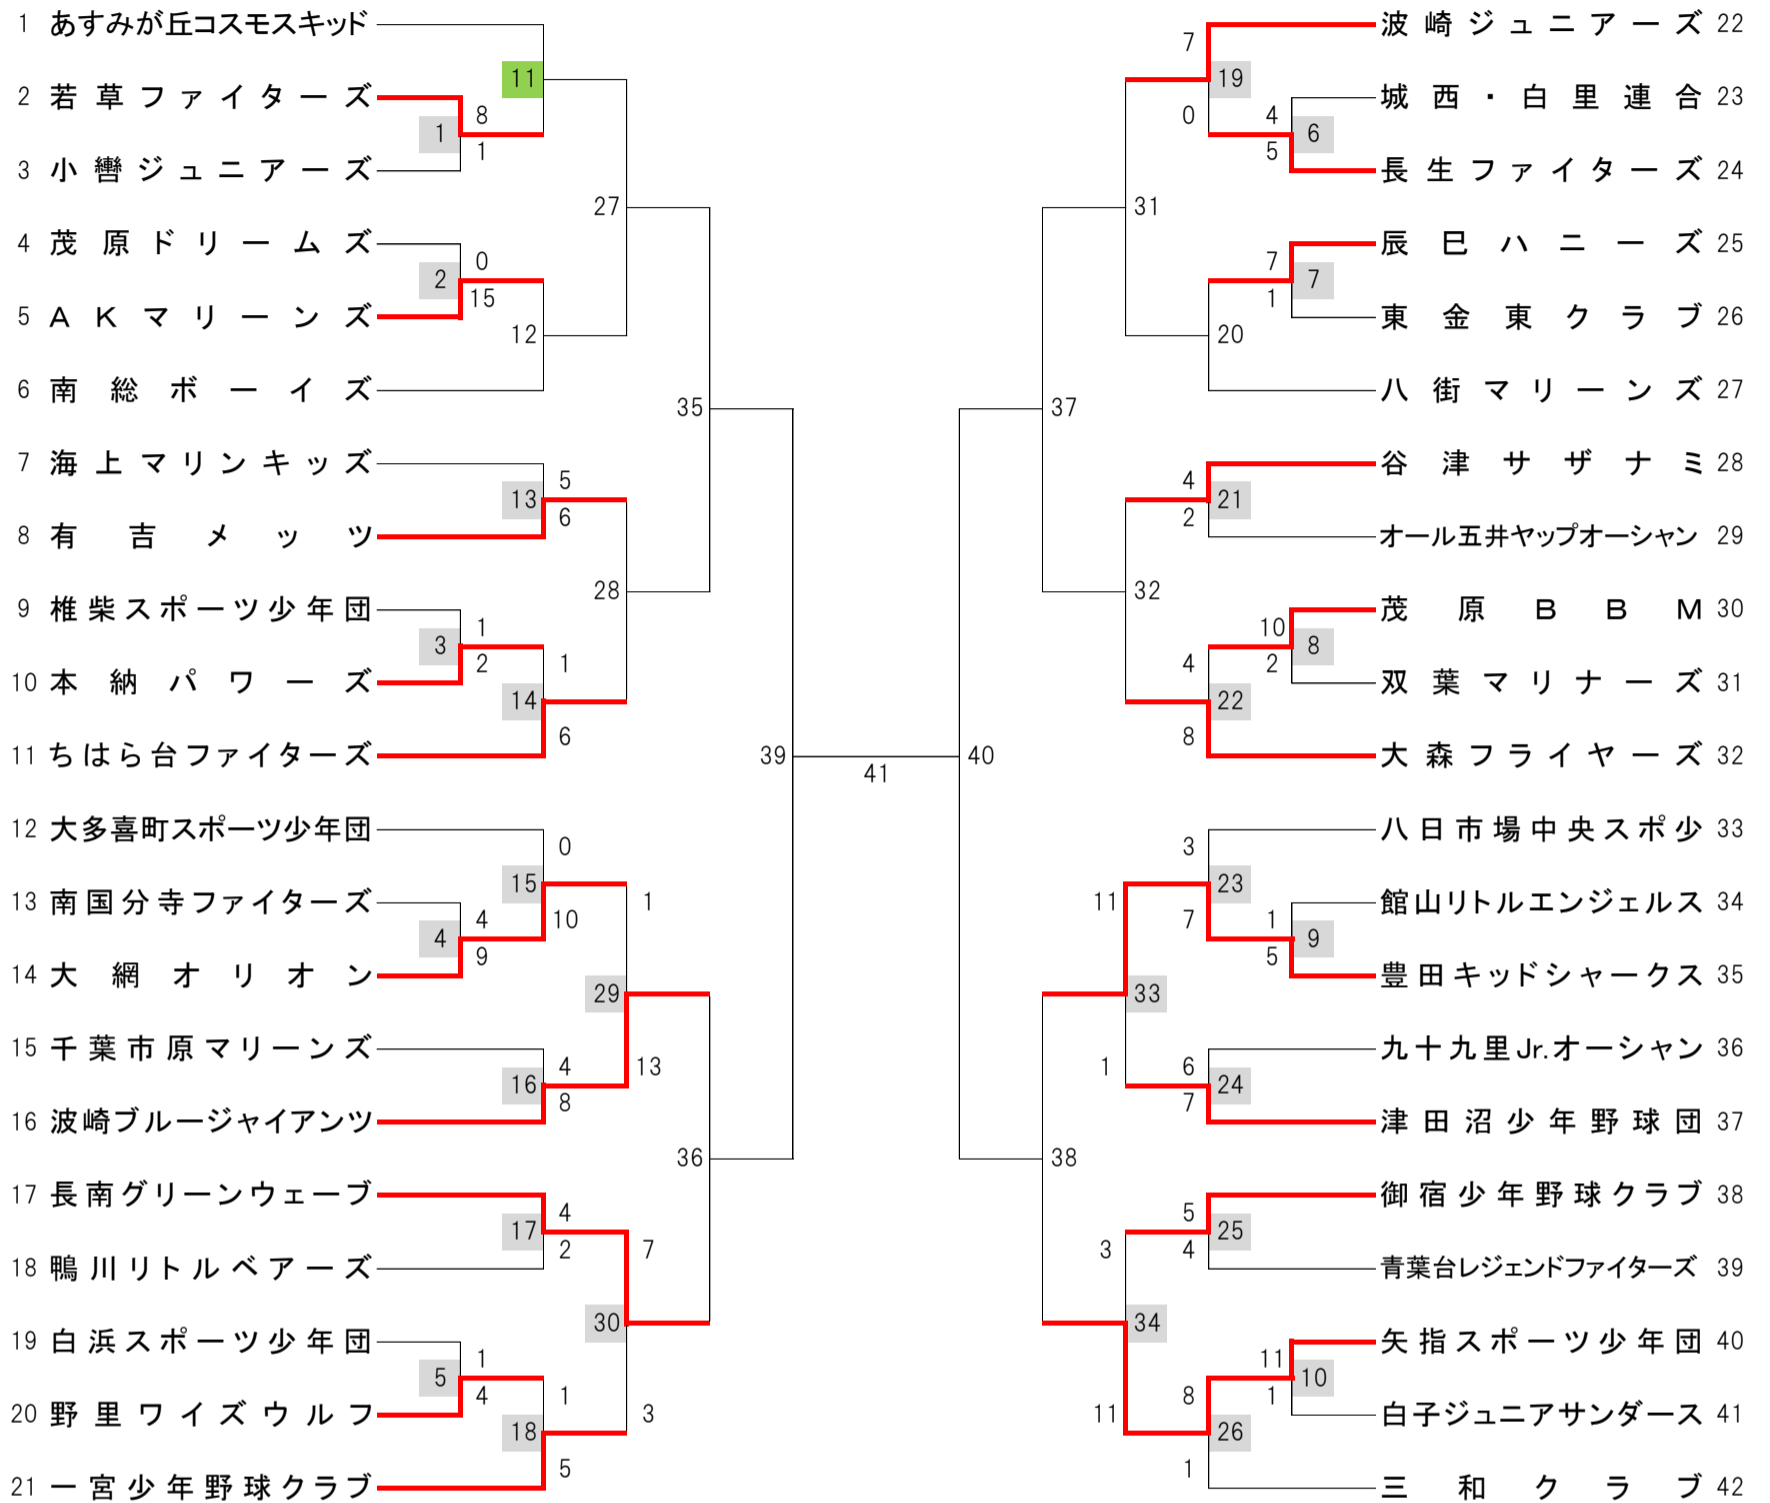 1 あすみが丘コスモスキッド
11
2 若草ファイターズ
8
1
1
3 小轡ジュニアーズ
27
4 茂原ドリームズ
0
2
15
5 ＡＫマリーンズ
12
6 南総ボーイズ
35
7 海上マリンキッズ
5
13
6
8 有吉メッツ
28
9 椎柴スポーツ少年団
1
3
2
1
10 本納パワーズ
14
6
11 ちはら台ファイターズ
39
41
12 大多喜町スポーツ少年団
0
15
10
1
13 南国分寺ファイターズ
4
4
9
14 大網オリオン
29
13
15 千葉市原マリーンズ
4
16
8
16 波崎ブルージャイアンツ
36
17 長南グリーンウェーブ
4
17
2
7
18 鴨川リトルベアーズ
30
19 白浜スポーツ少年団
1
5
4
1
3
20 野里ワイズウルフ
18
5
21 一宮少年野球クラブ
波崎ジュニアーズ 22
7
19
0
城西・白里連合 23
4
6
5
長生ファイターズ 24
31
辰巳ハニーズ 25
7
7
1
東金東クラブ 26
20
八街マリーンズ 27
37
谷津サザナミ 28
4
21
2
オール五井ヤップオーシャン 29
32
茂原ＢＢＭ 30
10
8
2
4
双葉マリナーズ 31
22
8
大森フライヤーズ 32
40
八日市場中央スポ少 33
3
23
7
11
館山リトルエンジェルス 34
1
9
5
豊田キッドシャークス 35
33
1
九十九里Jr.オーシャン 36
6
24
7
津田沼少年野球団 37
38
御宿少年野球クラブ 38
5
25
4
3
青葉台レジェンドファイターズ 39
34
矢指スポーツ少年団 40
11
10
1
8
11
白子ジュニアサンダース 41
26
1
三和クラブ 42